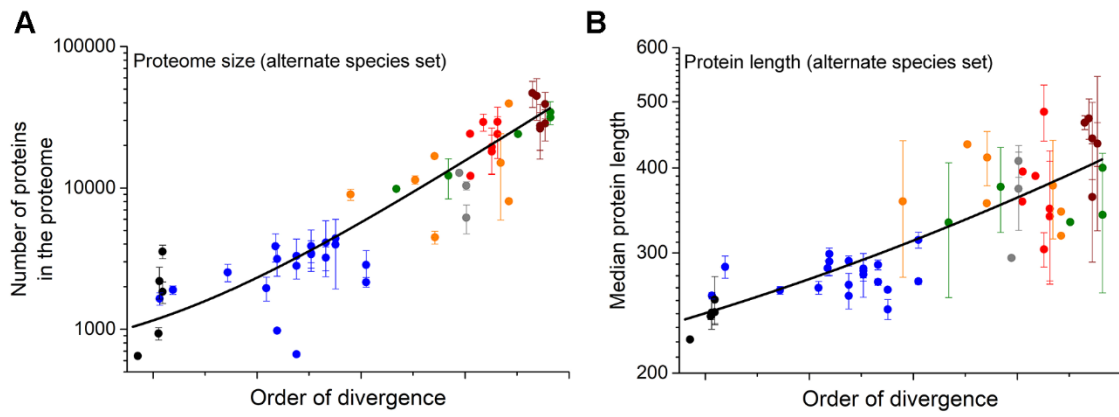 A
Number of proteins
in the proteome
100000
10000
1000
Proteome size (alternate species set)
Order of divergence
B
Median protein length
600
500
400
300
200
Protein length (alternate species set)
Order of divergence